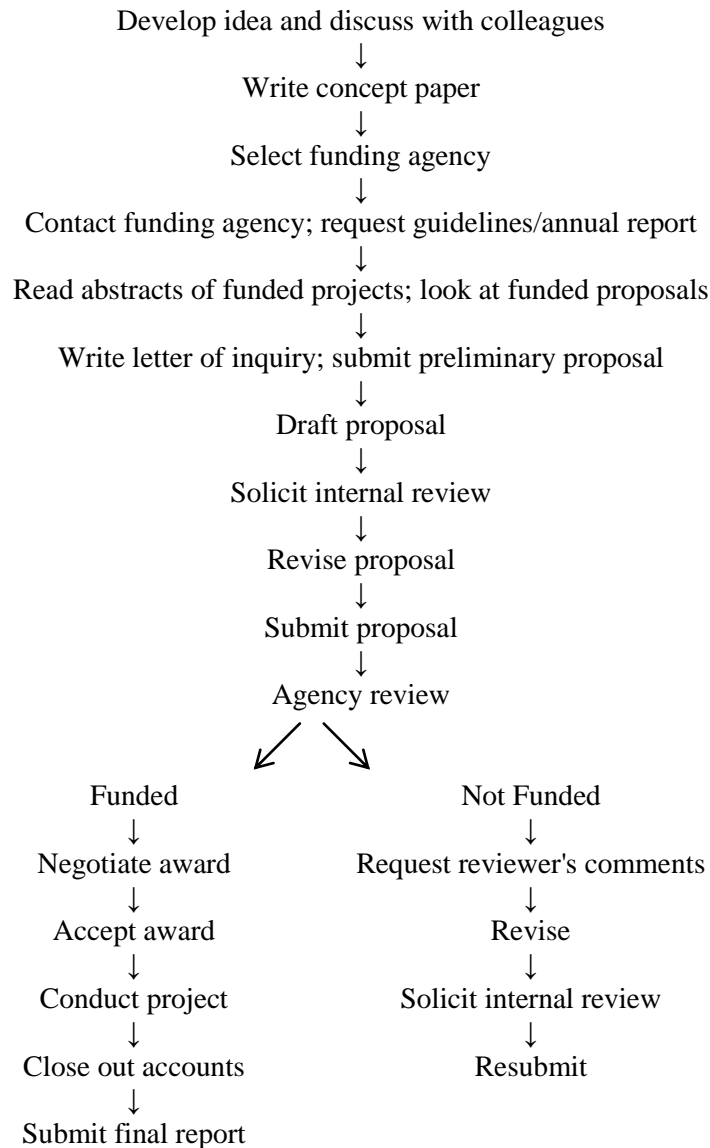 Develop idea and discuss with colleagues
↓
Write concept paper
↓
Select funding agency
↓
Contact funding agency; request guidelines/annual report
↓
Read abstracts of funded projects; look at funded proposals
↓
Write letter of inquiry; submit preliminary proposal
↓
Draft proposal
↓
Solicit internal review
↓
Revise proposal
↓
Submit proposal
↓
Agency review
Funded
↓
Negotiate award
↓
Accept award
↓
Conduct project
↓
Close out accounts
↓
Submit final report
Not Funded
↓
Request reviewer's comments
↓
Revise
↓
Solicit internal review
↓
Resubmit